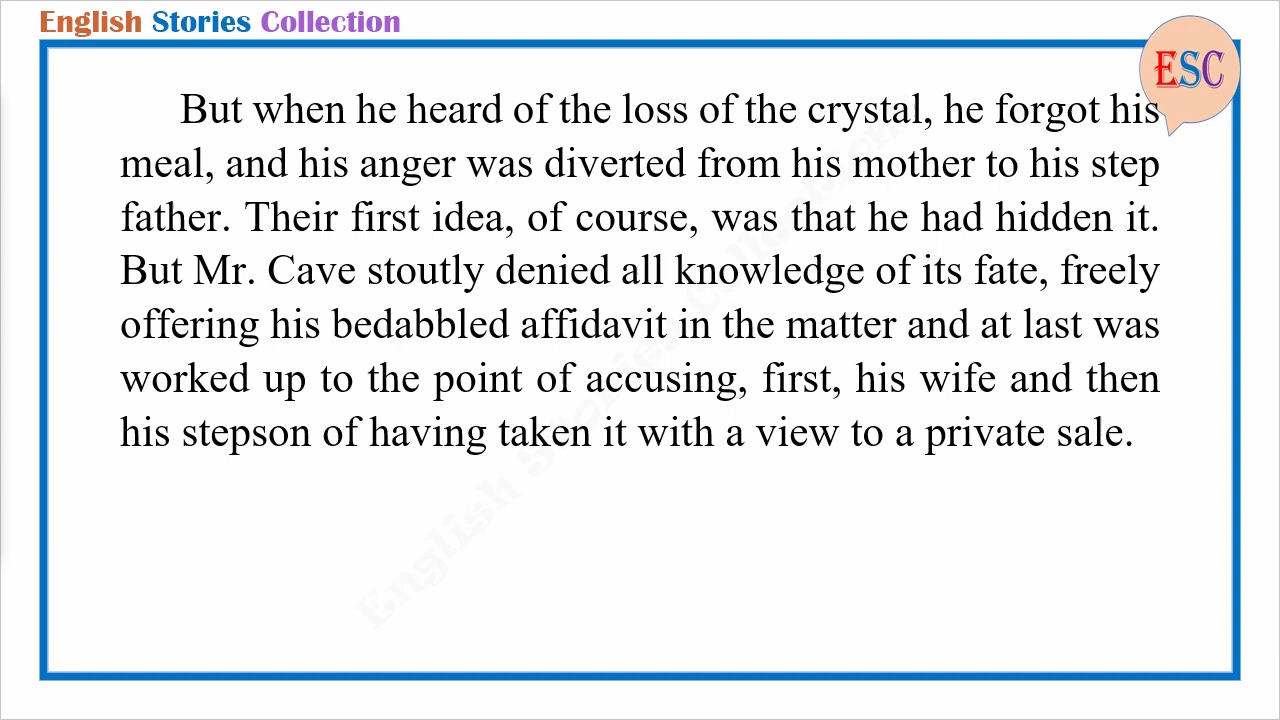 English Stories Collection
ESC
But when he heard of the loss of the crystal, he forgot his
meal, and his anger was diverted from his mother to his step
father. Their first idea, of course, was that he had hidden it.
But Mr. Cave stoutly denied all knowledge of its fate, freely
offering his bedabbled affidavit in the matter and at last was
worked up to the point of accusing, first, his wife and then
his stepson of having taken it with a view to a private sale.
English Stories Collection